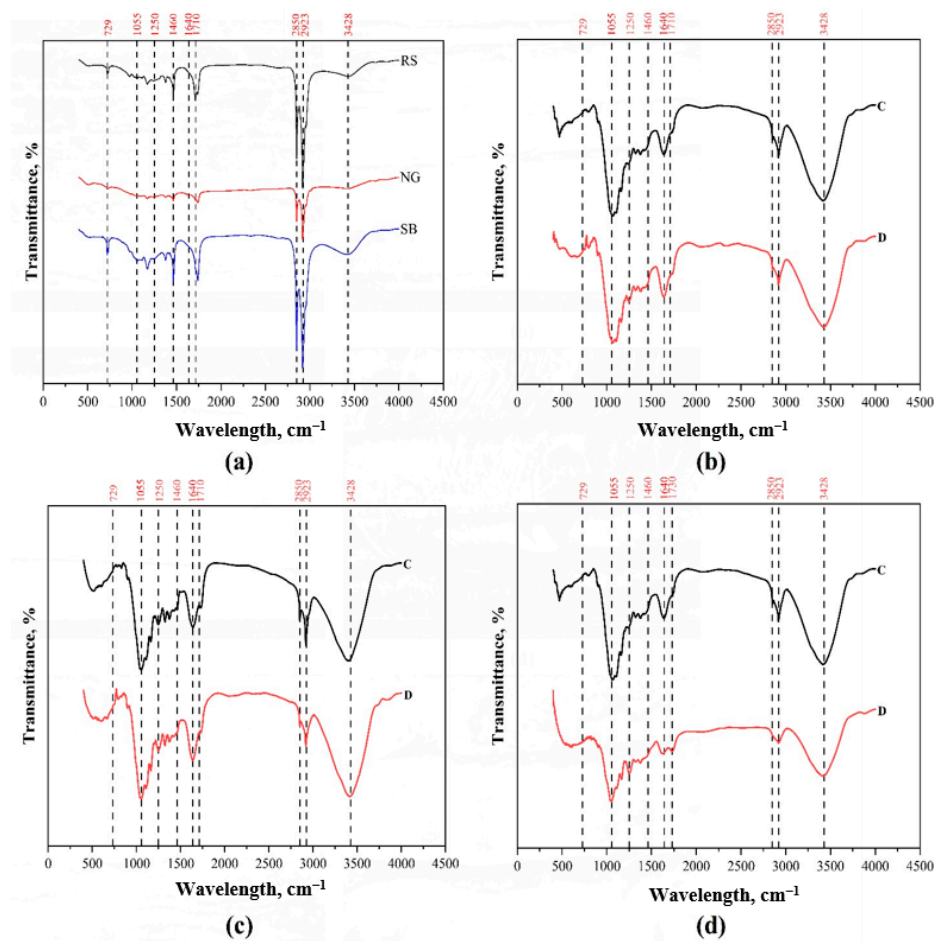 729 1055 1250 1460 1640 1710 2850 2923 3428
RS
NG
SB
Transmittance, %
0 500 1000 1500 2000 2500 3000 3500 4000 4500
Wavelength, cm⁻¹
(a)
729 1055 1250 1460 1640 1710 2850 2923 3428
C
D
Transmittance, %
0 500 1000 1500 2000 2500 3000 3500 4000 4500
Wavelength, cm⁻¹
(b)
729 1055 1250 1460 1640 1710 2850 2923 3428
C
D
Transmittance, %
0 500 1000 1500 2000 2500 3000 3500 4000 4500
Wavelength, cm⁻¹
(c)
729 1055 1250 1460 1640 1730 2850 2923 3428
C
D
Transmittance, %
0 500 1000 1500 2000 2500 3000 3500 4000 4500
Wavelength, cm⁻¹
(d)